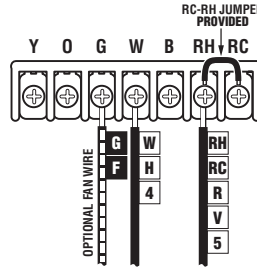 RC-RH JUMPER
PROVIDED
Y O G W B RH RC
OPTIONAL FAN WIRE
G
F
W
H
4
RH
RC
R
V
5